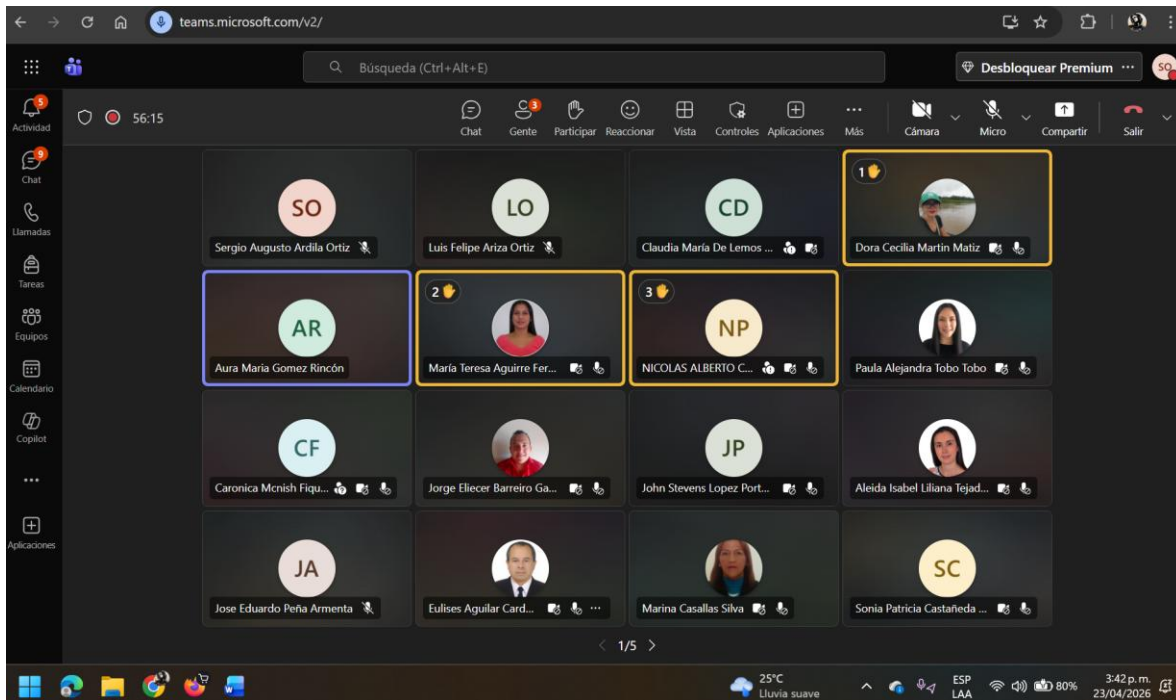 teams.microsoft.com/v2/
Búsqueda (Ctrl+Alt+E)
Desbloquear Premium ...
SO
5
Actividad
56:15
Chat
3
Gente
Participar
Reaccionar
Vista
Controles
Aplicaciones
Más
Cámara
Micro
Compartir
Salir
9
Chat
Llamadas
Tareas
Equipos
Calendario
Copilot
Aplicaciones
SO
Sergio Augusto Ardila Ortiz
LO
Luis Felipe Ariza Ortiz
CD
Claudia María De Lemos ...
1
Dora Cecilia Martin Matiz
AR
Aura Maria Gomez Rincón
2
María Teresa Aguirre Fer...
3
NP
NICOLAS ALBERTO C...
Paula Alejandra Tobo Tobo
CF
Caronica Mcnish Fiqu...
Jorge Eliecer Barreiro Ga...
JP
John Stevens Lopez Port...
Aleida Isabel Liliana Tejad...
JA
Jose Eduardo Peña Armenta
Eulises Aguilar Card...
Marina Casallas Silva
SC
Sonia Patricia Castañeda ...
1/5
25°C
Lluvia suave
ESP
LAA
80%
3:42 p. m.
23/04/2026